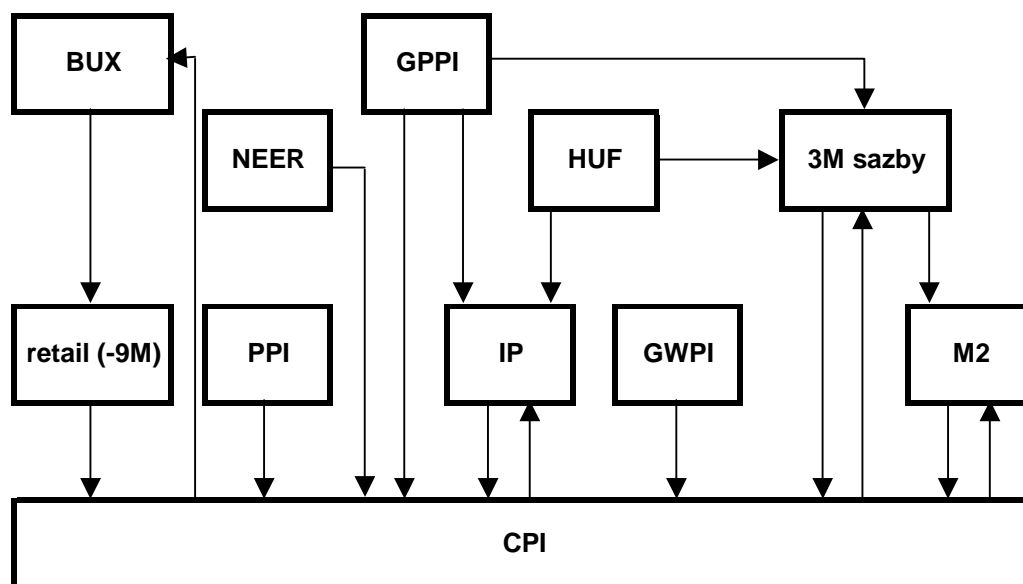 BUX
GPPI
NEER
HUF
3M sazby
retail (-9M)
PPI
IP
GWPI
M2
CPI